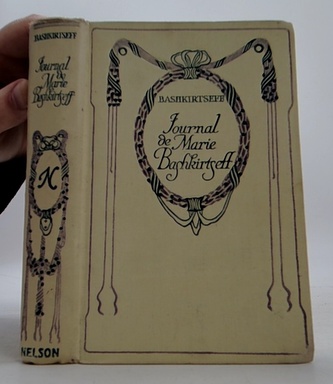 BASHKIRTSEFF
Journal
de Marie
Bashkirtseff
N
NELSON
BASHKIRTSEFF
Journal
de Marie
Bashkirtseff